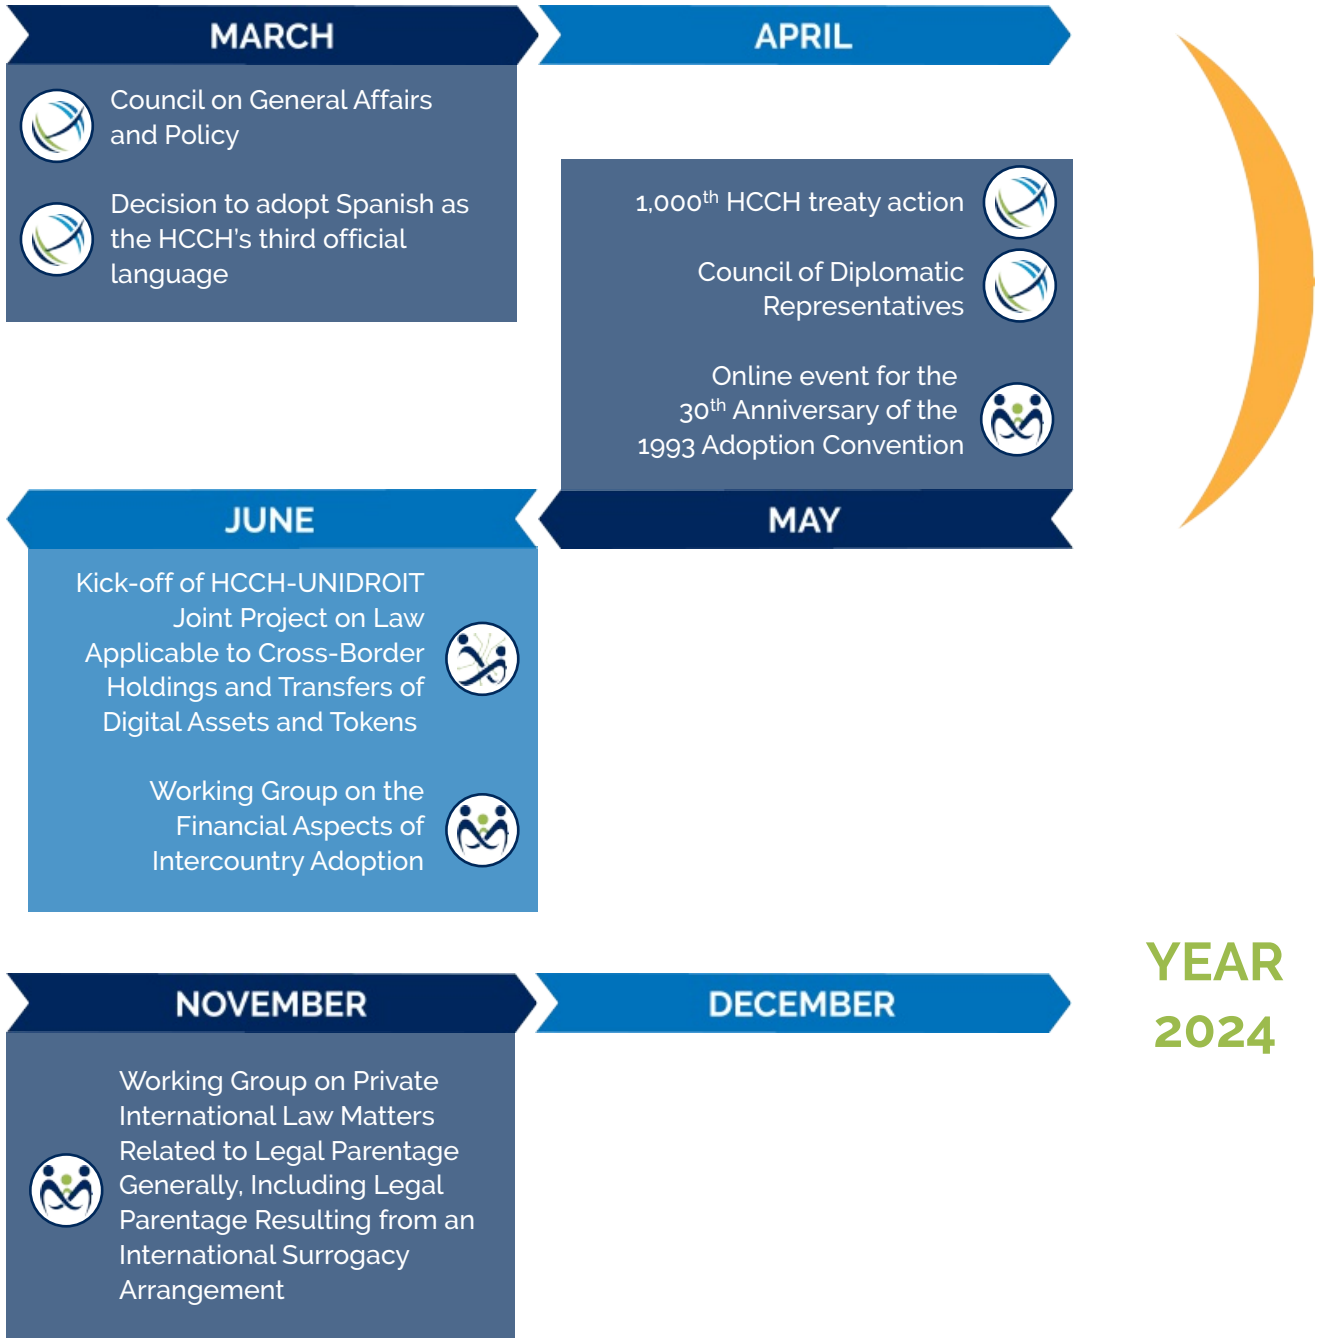 MARCH
Council on General Affairs
and Policy
Decision to adopt Spanish as
the HCCH's third official
language
APRIL
1,000th HCCH treaty action
Council of Diplomatic
Representatives
Online event for the
30th Anniversary of the
1993 Adoption Convention
MAY
JUNE
Kick-off of HCCH-UNIDROIT
Joint Project on Law
Applicable to Cross-Border
Holdings and Transfers of
Digital Assets and Tokens
Working Group on the
Financial Aspects of
Intercountry Adoption
NOVEMBER
Working Group on Private
International Law Matters
Related to Legal Parentage
Generally, Including Legal
Parentage Resulting from an
International Surrogacy
Arrangement
DECEMBER
YEAR
2024